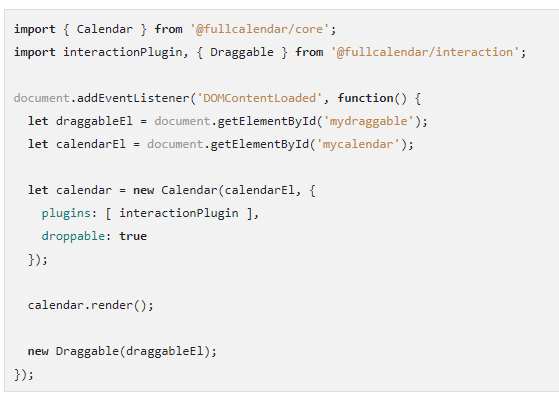 import { Calendar } from '@fullcalendar/core';
import interactionPlugin, { Draggable } from '@fullcalendar/interaction';
document.addEventListener('DOMContentLoaded', function() {
let draggableEl = document.getElementById('mydraggable');
let calendarEl = document.getElementById('mycalendar');
let calendar = new Calendar(calendarEl, {
plugins: [ interactionPlugin ],
droppable: true
});
calendar.render();
new Draggable(draggableEl);
});